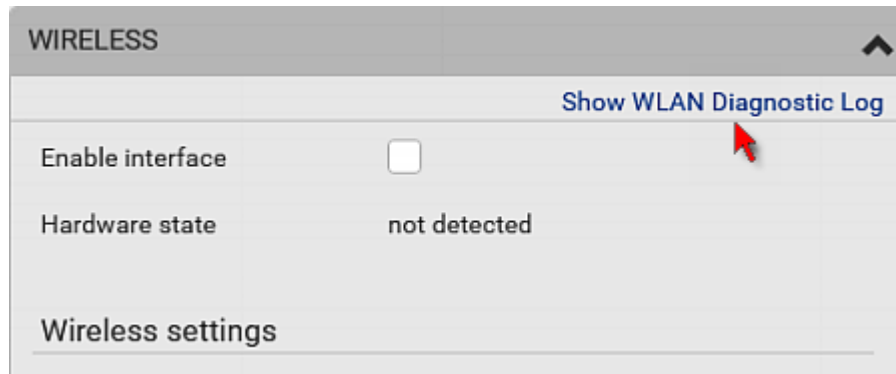 WIRELESS
Show WLAN Diagnostic Log
Enable interface
Hardware state not detected
Wireless settings